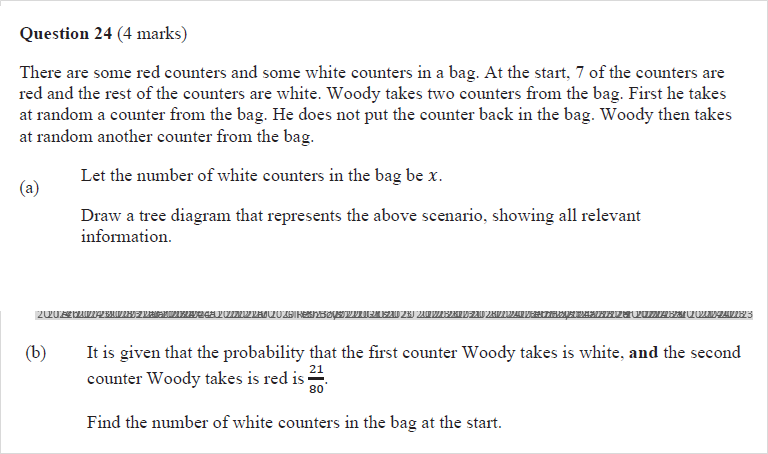 Question 24 (4 marks)
There are some red counters and some white counters in a bag. At the start, 7 of the counters are
red and the rest of the counters are white. Woody takes two counters from the bag. First he takes
at random a counter from the bag. He does not put the counter back in the bag. Woody then takes
at random another counter from the bag.
(a)
Let the number of white counters in the bag be x.
Draw a tree diagram that represents the above scenario, showing all relevant
information.
(b)
It is given that the probability that the first counter Woody takes is white, and the second
counter Woody takes is red is 21/80.
Find the number of white counters in the bag at the start.